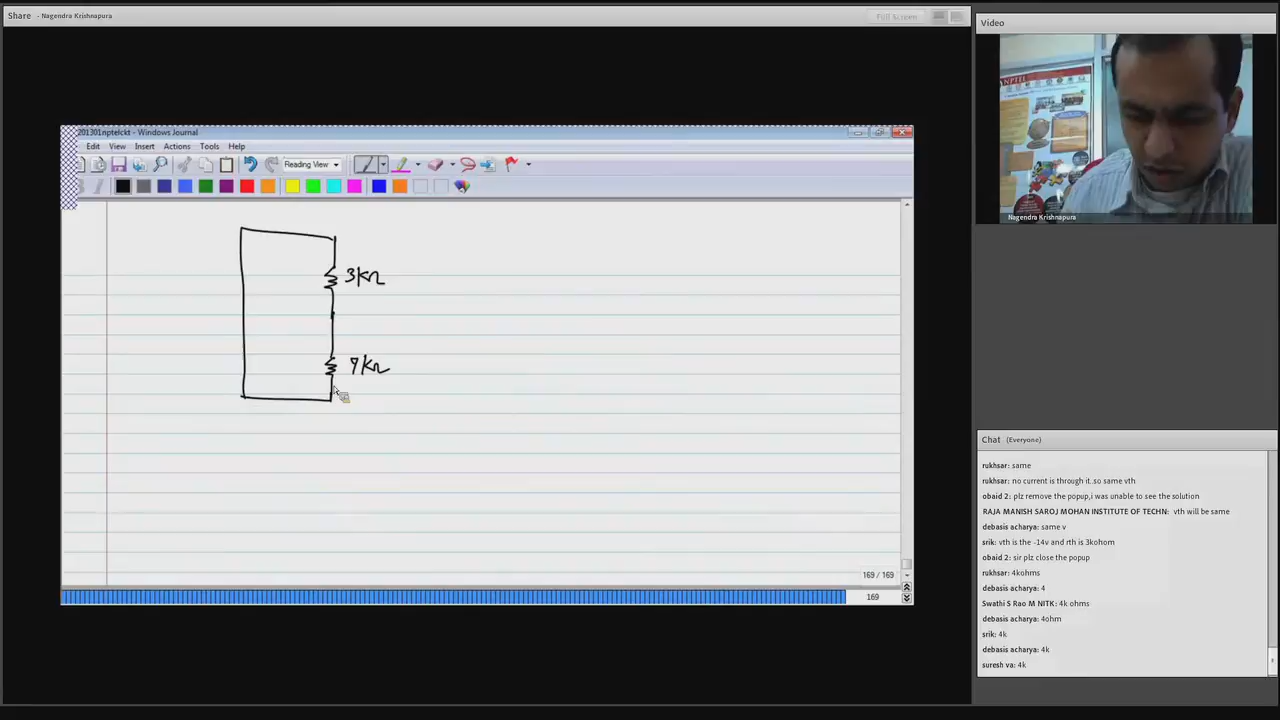 Share - Nagendra Krishnapura
Full Screen
Video
Nagendra Krishnapura
201301nptelckt - Windows Journal
Edit View Insert Actions Tools Help
Reading View
3kΩ
7kΩ
169 / 169
169
Chat (Everyone)
rukhsar: same
rukhsar: no current is through it..so same vth
obaid 2: plz remove the popup,i was unable to see the solution
RAJA MANISH SAROJ MOHAN INSTITUTE OF TECHN: vth will be same
debasis acharya: same v
srik: vth is the -14v and rth is 3kohom
obaid 2: sir plz close the popup
rukhsar: 4kohms
debasis acharya: 4
Swathi S Rao M NITK: 4k ohms
debasis acharya: 4ohm
srik: 4k
debasis acharya: 4k
suresh va: 4k